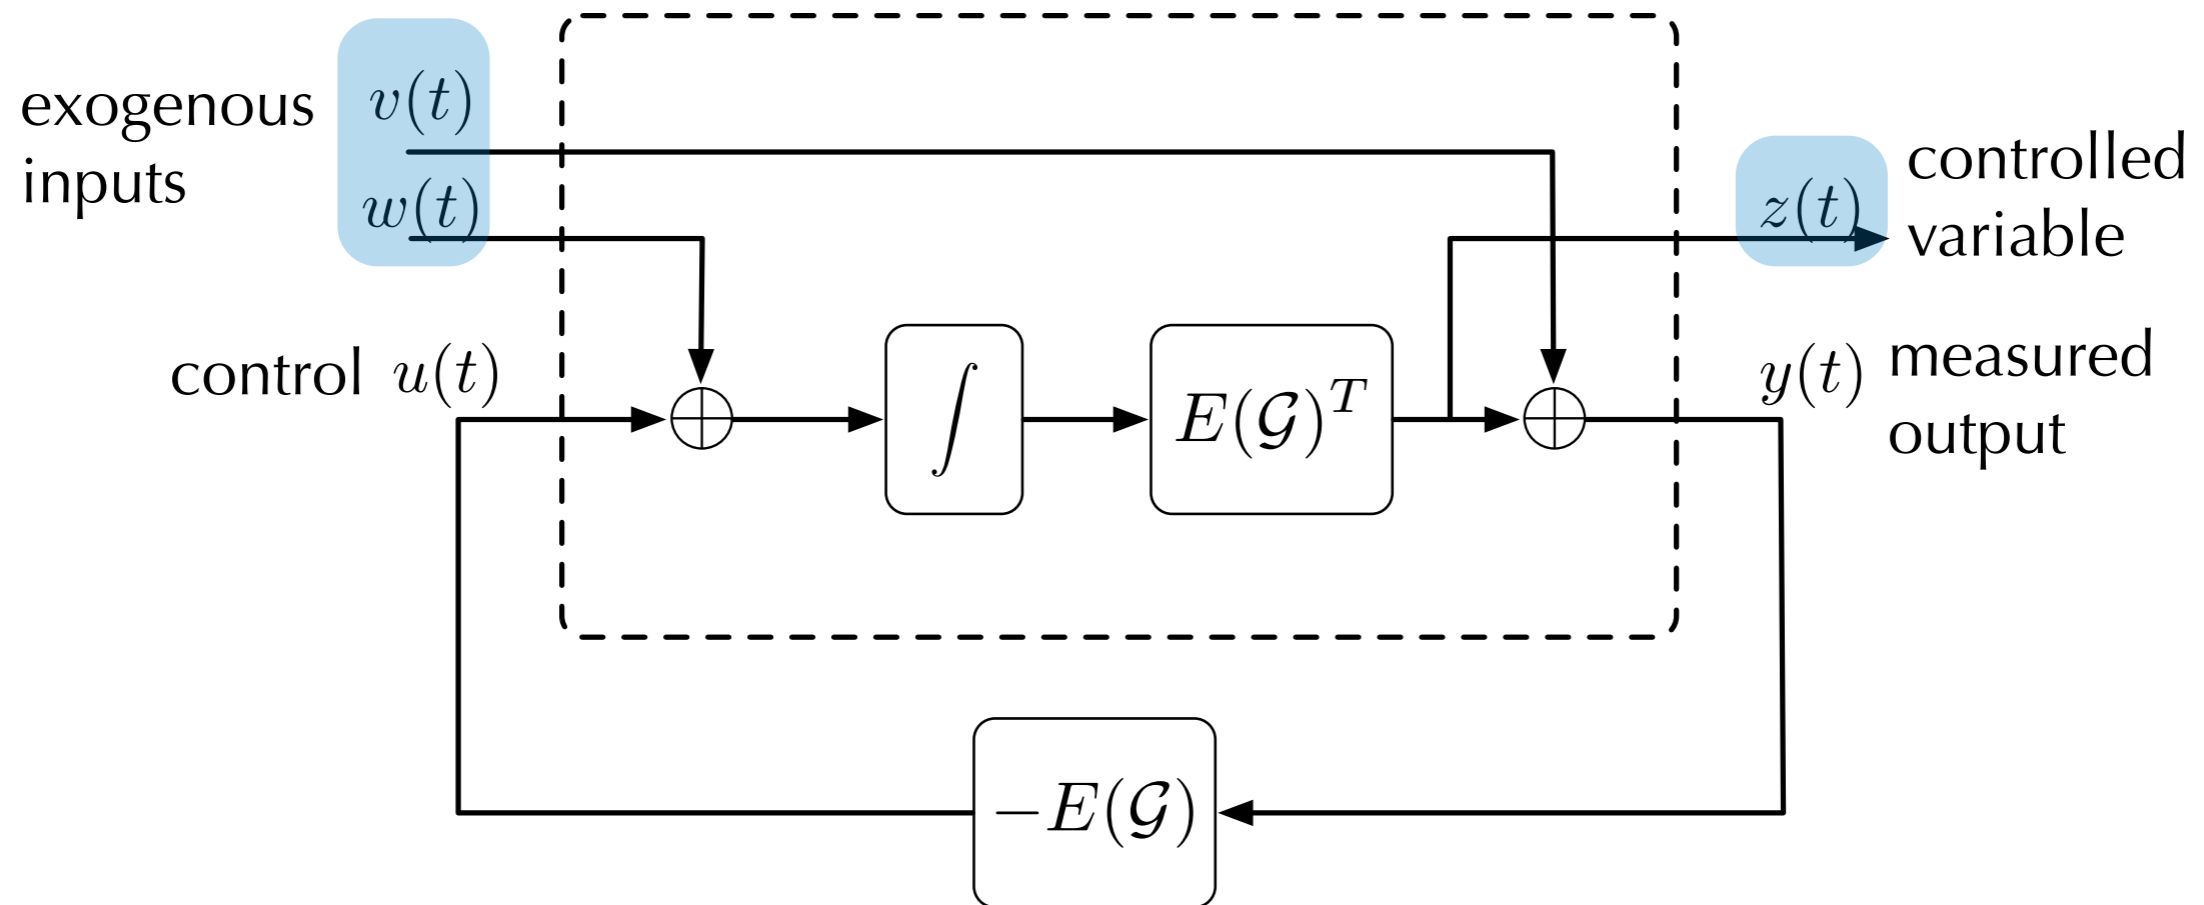 exogenous
inputs
v(t)
w(t)
z(t)
controlled
variable
control u(t)
∫
E(𝒢)^T
y(t)
measured
output
−E(𝒢)